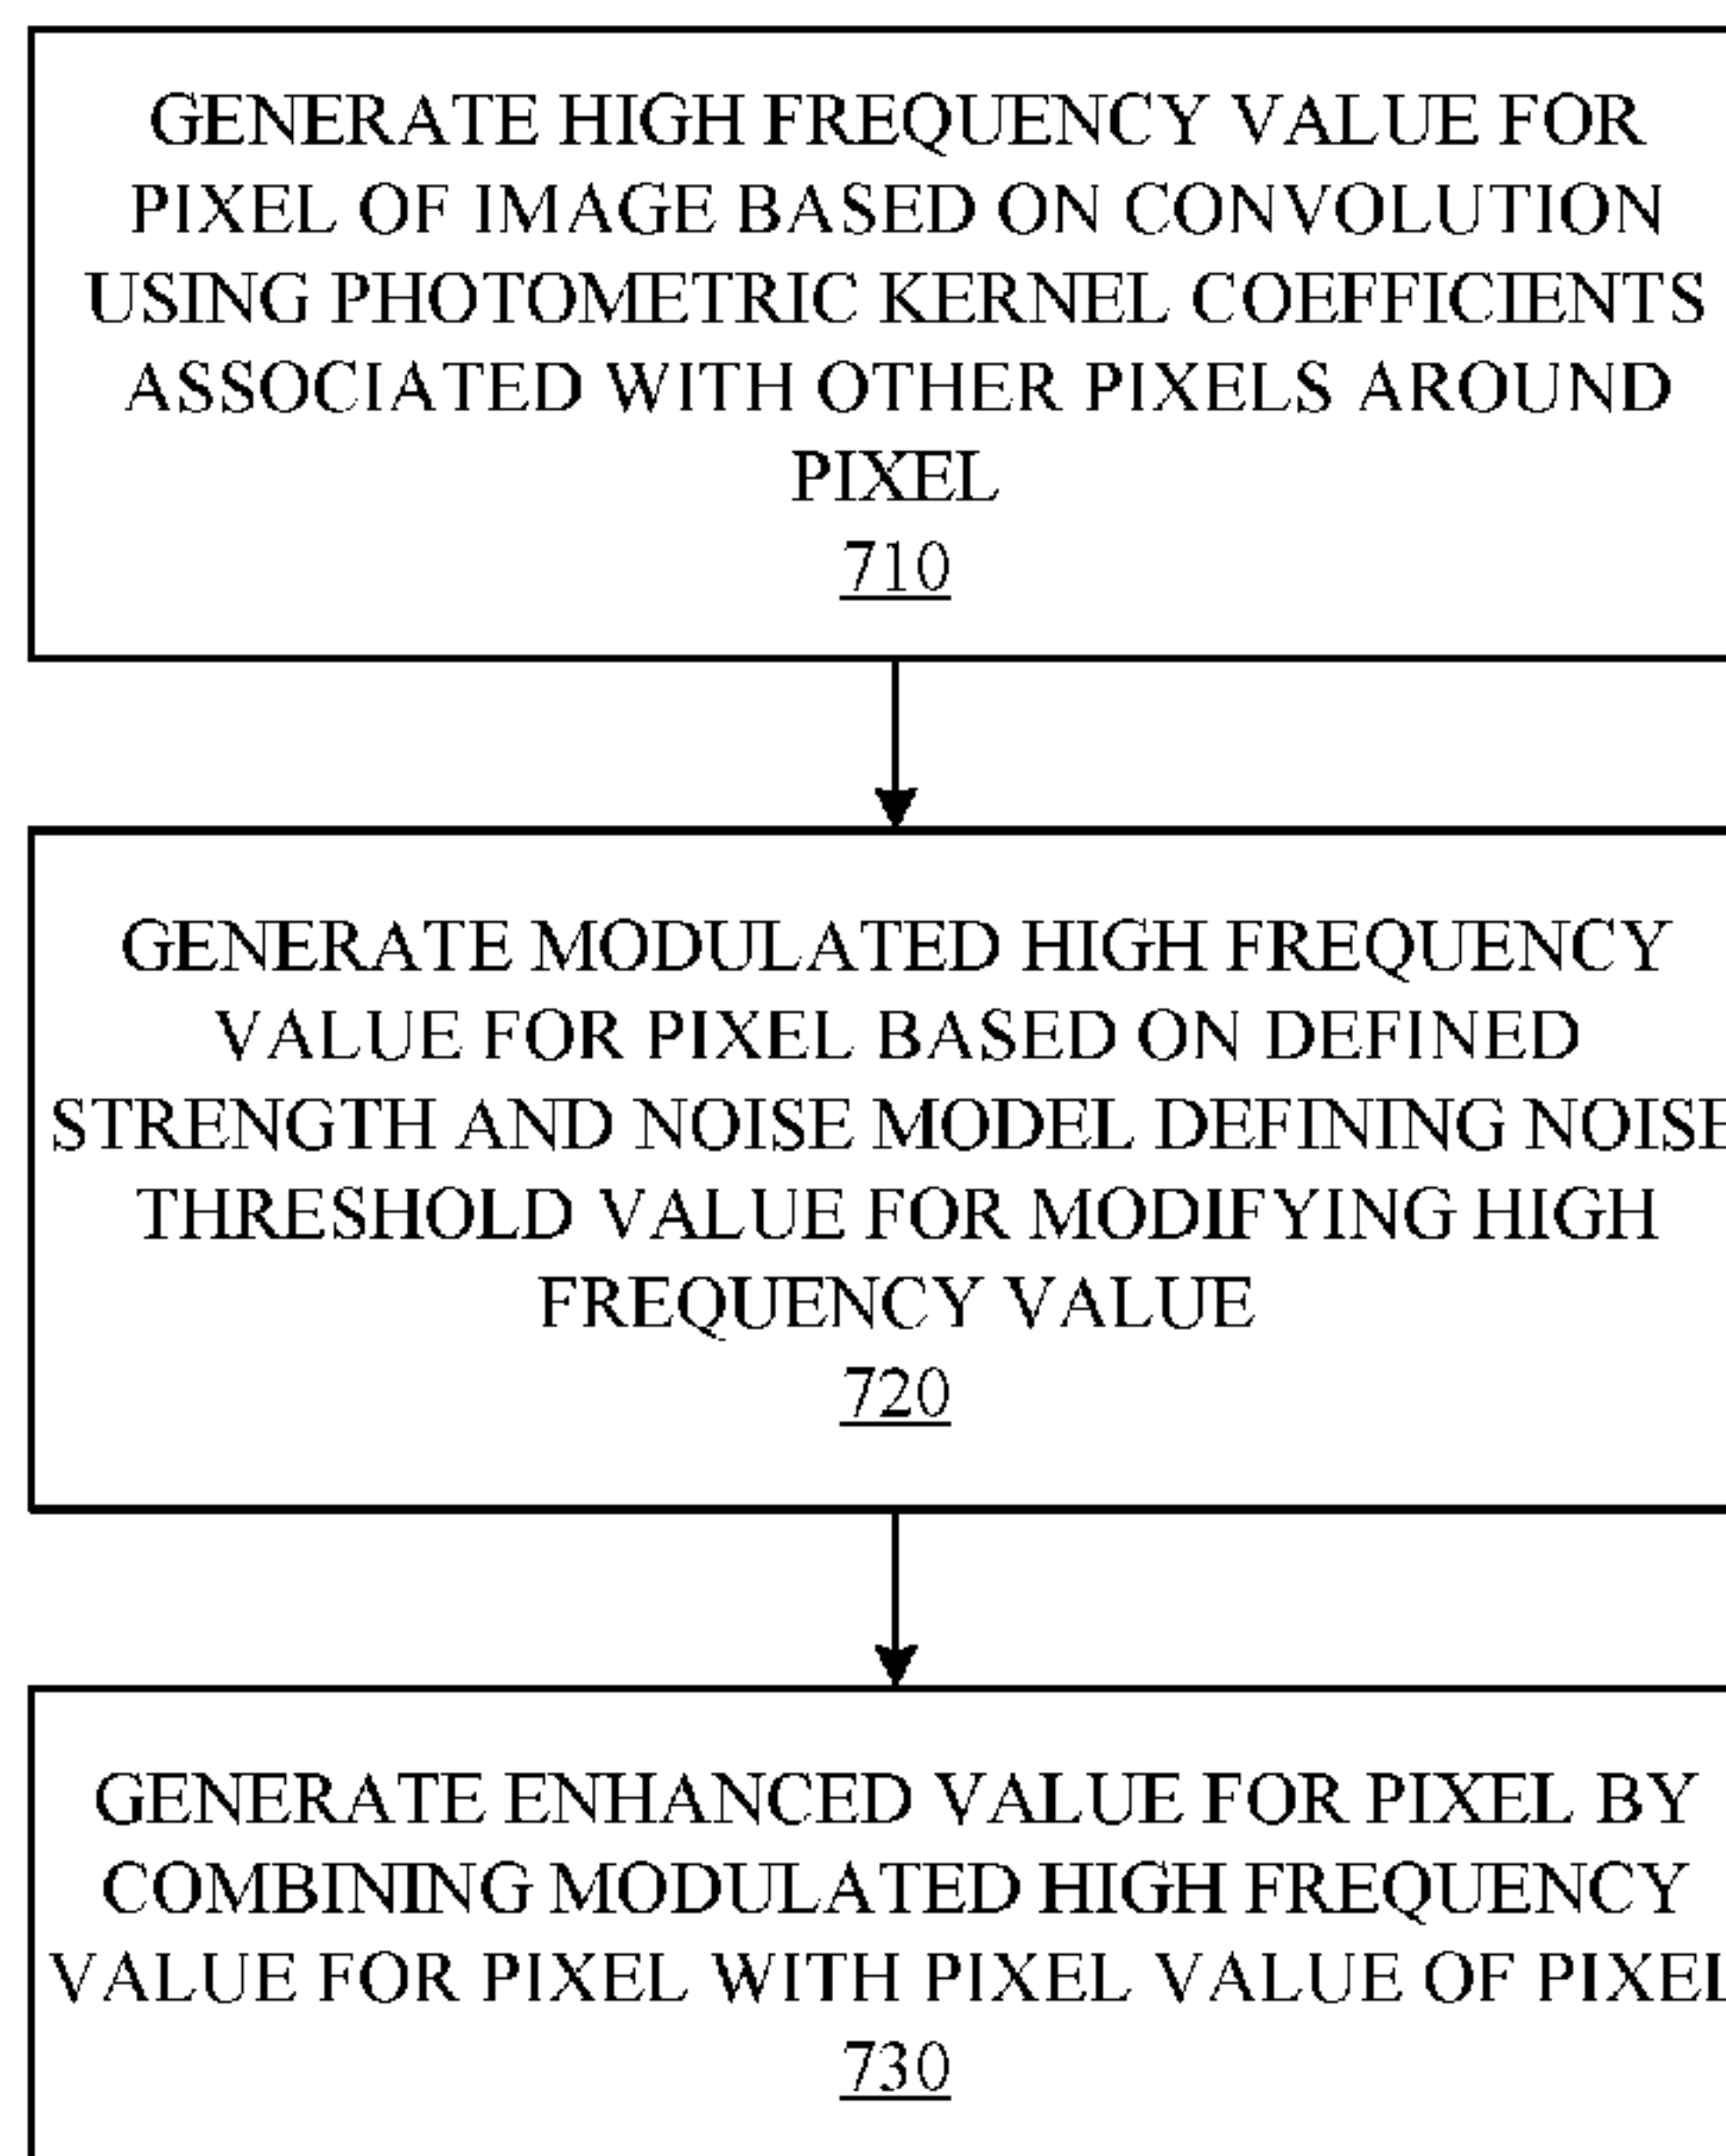 GENERATE HIGH FREQUENCY VALUE FOR
PIXEL OF IMAGE BASED ON CONVOLUTION
USING PHOTOMETRIC KERNEL COEFFICIENTS
ASSOCIATED WITH OTHER PIXELS AROUND
PIXEL
710
GENERATE MODULATED HIGH FREQUENCY
VALUE FOR PIXEL BASED ON DEFINED
STRENGTH AND NOISE MODEL DEFINING NOISE
THRESHOLD VALUE FOR MODIFYING HIGH
FREQUENCY VALUE
720
GENERATE ENHANCED VALUE FOR PIXEL BY
COMBINING MODULATED HIGH FREQUENCY
VALUE FOR PIXEL WITH PIXEL VALUE OF PIXEL
730